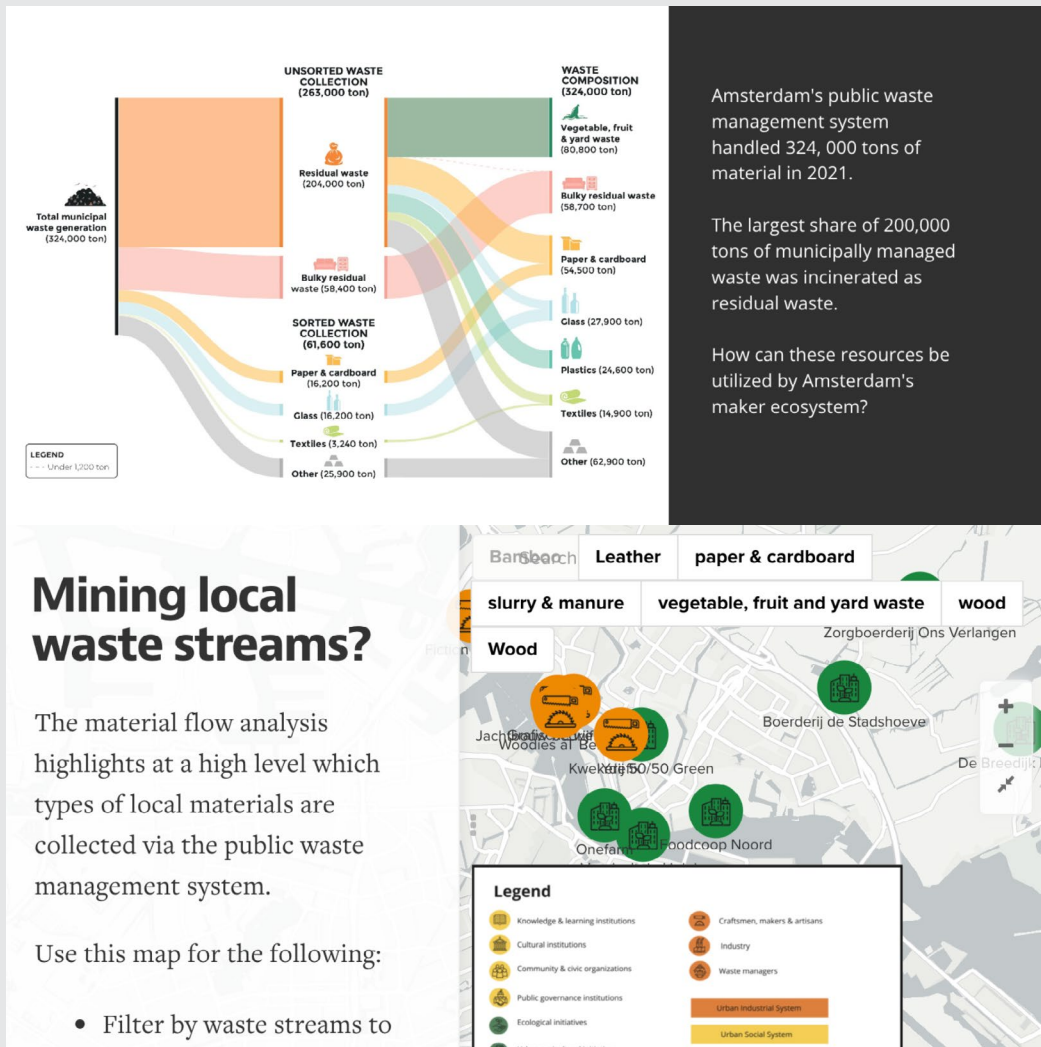 UNSORTED WASTE
COLLECTION
(263,000 ton)
WASTE
COMPOSITION
(324,000 ton)
Total municipal
waste generation
(324,000 ton)
Residual waste
(204,000 ton)
Bulky residual
waste (58,400 ton)
SORTED WASTE
COLLECTION
(61,600 ton)
Paper & cardboard
(16,200 ton)
Glass (16,200 ton)
Textiles (3,240 ton)
Other (25,900 ton)
Vegetable, fruit
& yard waste
(80,800 ton)
Bulky residual waste
(58,700 ton)
Paper & cardboard
(54,500 ton)
Glass (27,900 ton)
Plastics (24,600 ton)
Textiles (14,900 ton)
Other (62,900 ton)
LEGEND
--- Under 1,200 ton
Amsterdam's public waste
management system
handled 324, 000 tons of
material in 2021.
The largest share of 200,000
tons of municipally managed
waste was incinerated as
residual waste.
How can these resources be
utilized by Amsterdam's
maker ecosystem?
Mining local
waste streams?
The material flow analysis
highlights at a high level which
types of local materials are
collected via the public waste
management system.
Use this map for the following:
• Filter by waste streams to
Bamboo Search Leather paper & cardboard
slurry & manure vegetable, fruit and yard waste wood
Wood
Zorgboerderij Ons Verlangen
Boerderij de Stadshoeve
De Breedijk
Woodies at Be
50/50 Green
Foodcoop Noord
Legend
Knowledge & learning institutions
Cultural institutions
Community & civic organizations
Public governance institutions
Ecological initiatives
Craftsmen, makers & artisans
Industry
Waste managers
Urban Industrial System
Urban Social System